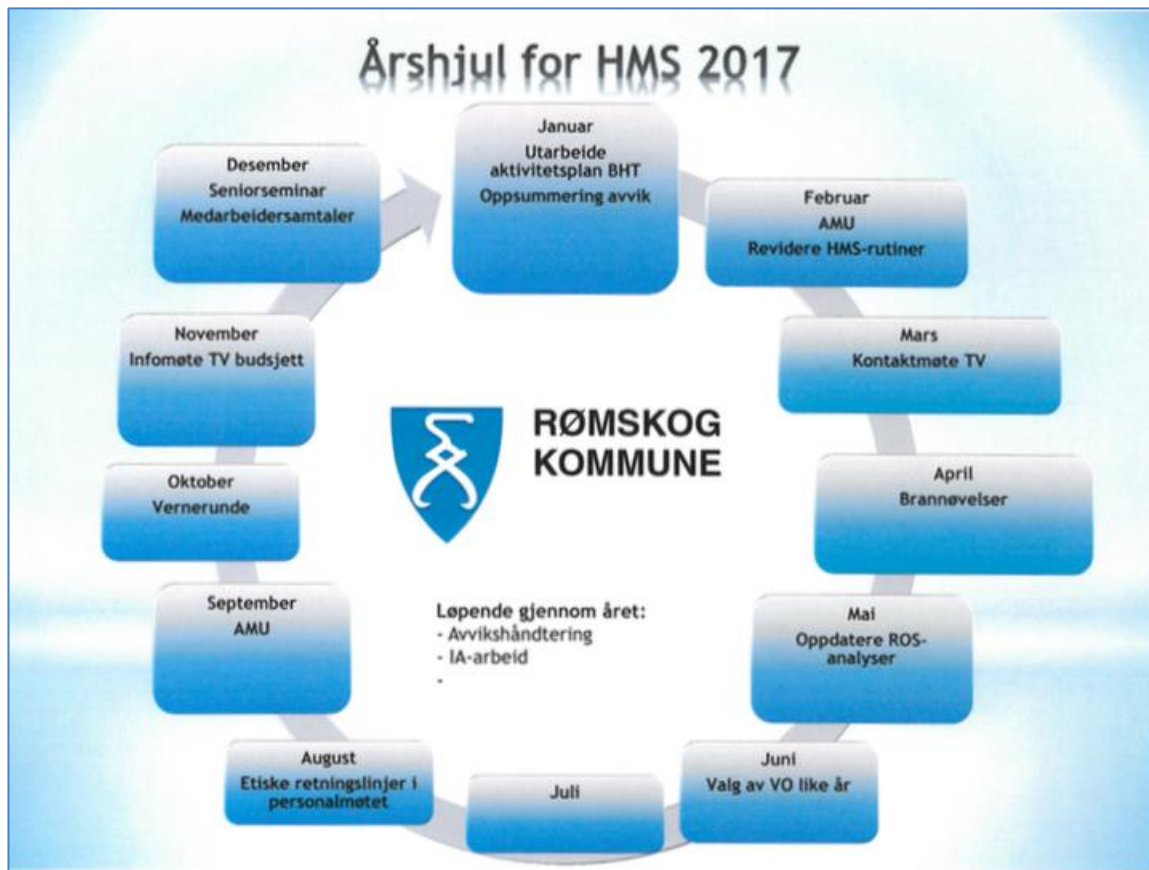 Årshjul for HMS 2017
Januar
Utarbeide
aktivitetsplan BHT
Oppsummering avvik
Februar
AMU
Revidere HMS-rutiner
Mars
Kontaktmøte TV
April
Brannøvelser
Mai
Oppdatere ROS-
analyser
Juni
Valg av VO like år
Juli
August
Etiske retningslinjer i
personalmøtet
September
AMU
Oktober
Vernerunde
November
Infomøte TV budsjett
Desember
Seniorseminar
Medarbeidersamtaler
RØMSKOG
KOMMUNE
Løpende gjennom året:
- Avvikshåndtering
- IA-arbeid
-